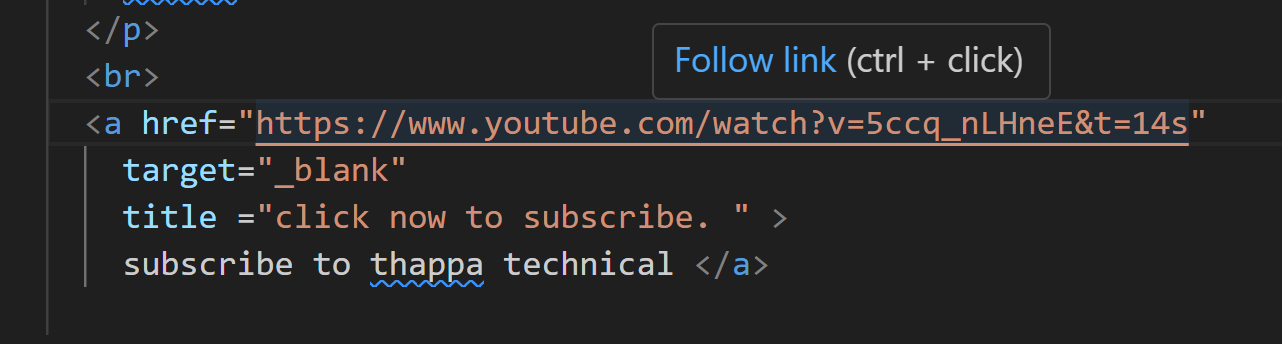 </p>
<br>
Follow link (ctrl + click)
<a href="https://www.youtube.com/watch?v=5ccq_nLHneE&t=14s"
target="_blank"
title ="click now to subscribe. " >
subscribe to thappa technical </a>